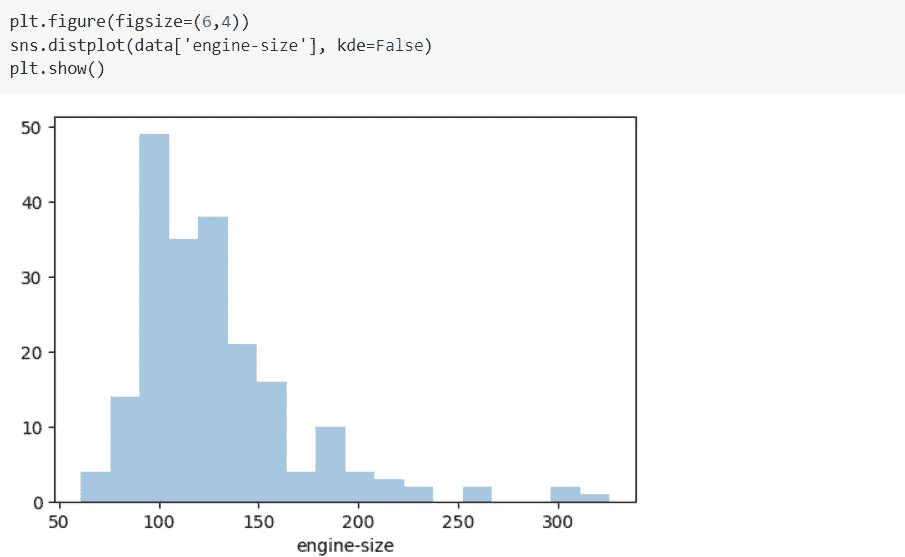 plt.figure(figsize=(6,4))
sns.distplot(data['engine-size'], kde=False)
plt.show()
50
40
30
20
10
0
50 100 150 200 250 300
engine-size